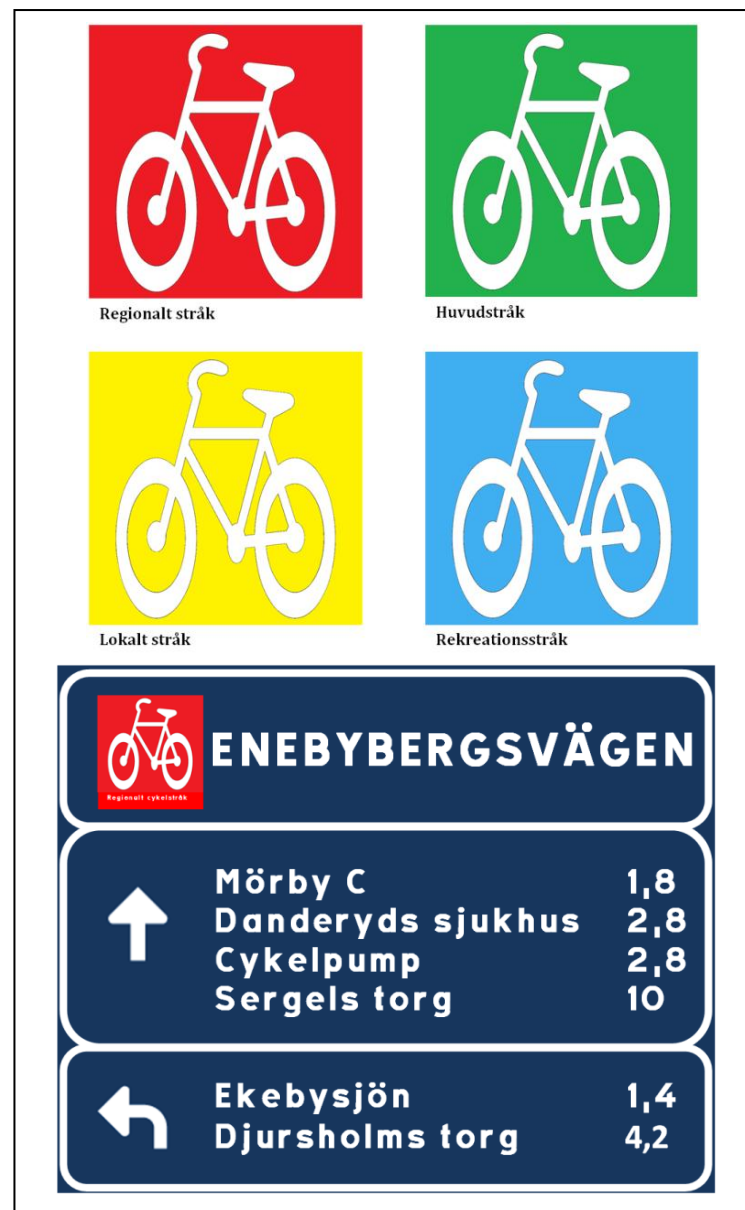 Regionalt stråk
Huvudstråk
Lokalt stråk
Rekreationsstråk
ENEBYBERGSVÄGEN
Regionalt cykelstråk
Mörby C 1,8
Danderyds sjukhus 2,8
Cykelpump 2,8
Sergels torg 10
Ekebysjön 1,4
Djursholms torg 4,2